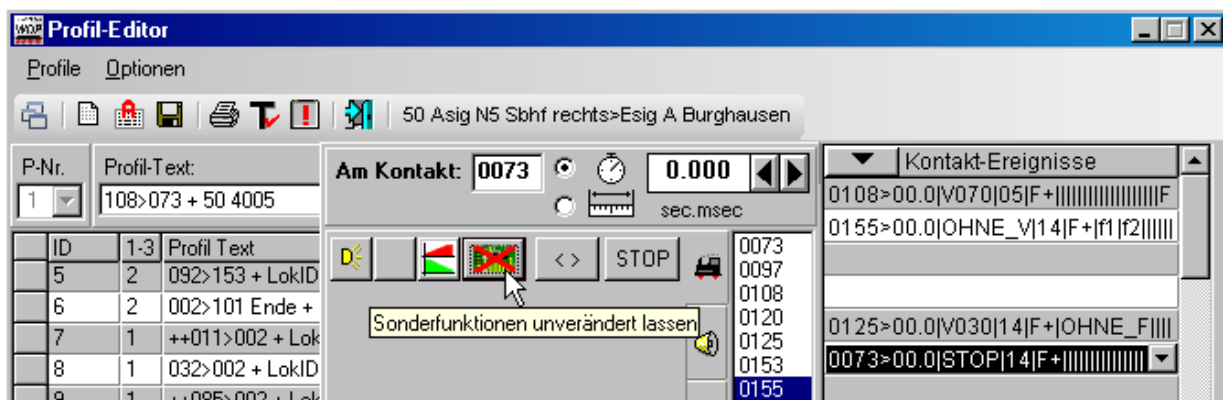 WDP Profil-Editor
Profile Optionen
50 Asig N5 Sbhf rechts>Esig A Burghausen
P-Nr. Profil-Text:
1 108>073 + 50 4005
Am Kontakt: 0073 0.000
sec.msec
Kontakt-Ereignisse
0108>00.0|V070|05|F+||||||||||||||||||||F
0155>00.0|OHNE_V|14|F+|f1|f2||||||
0125>00.0|V030|14|F+|OHNE_F||||
0073>00.0|STOP|14|F+||||||||||||||||
ID 1-3 Profil Text
5 2 092>153 + LokID
6 2 002>101 Ende +
7 1 ++011>002 + Lok
8 1 032>002 + LokID
9 1 ++085>002 + Lok
< > STOP
Sonderfunktionen unverändert lassen
0073
0097
0108
0120
0125
0153
0155